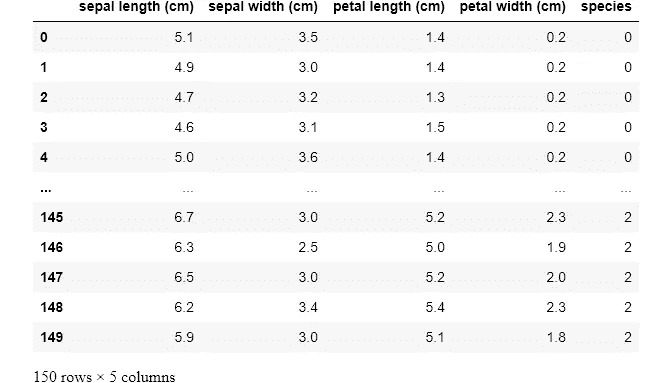 sepal length (cm) sepal width (cm) petal length (cm) petal width (cm) species
0 5.1 3.5 1.4 0.2 0
1 4.9 3.0 1.4 0.2 0
2 4.7 3.2 1.3 0.2 0
3 4.6 3.1 1.5 0.2 0
4 5.0 3.6 1.4 0.2 0
... ... ... ... ... ...
145 6.7 3.0 5.2 2.3 2
146 6.3 2.5 5.0 1.9 2
147 6.5 3.0 5.2 2.0 2
148 6.2 3.4 5.4 2.3 2
149 5.9 3.0 5.1 1.8 2
150 rows × 5 columns